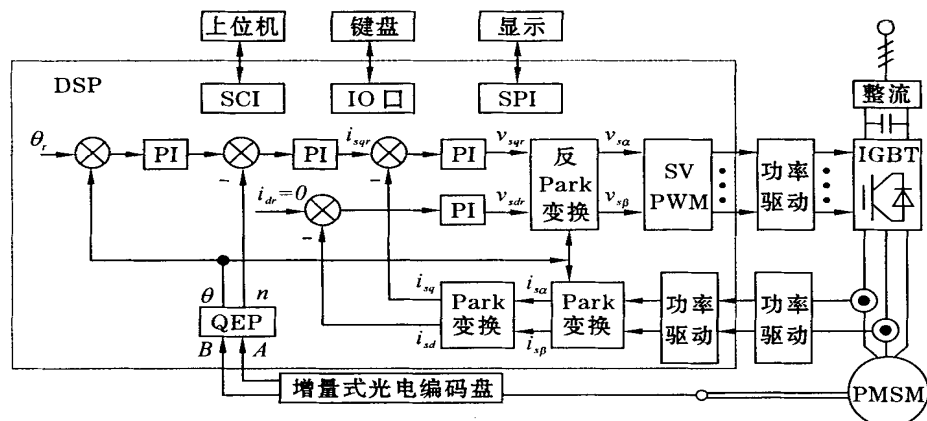 上位机
键盘
显示
DSP
SCI
IO口
SPI
整流
θr
PI
PI
isqr
PI
vsqr
反
Park
变换
vsα
SV
PWM
功率
驱动
IGBT
-
-
idr=0
-
PI
vsdr
vsβ
θ
n
isq
isd
Park
变换
isα
isβ
Park
变换
功率
驱动
功率
驱动
QEP
B
A
增量式光电编码盘
PMSM